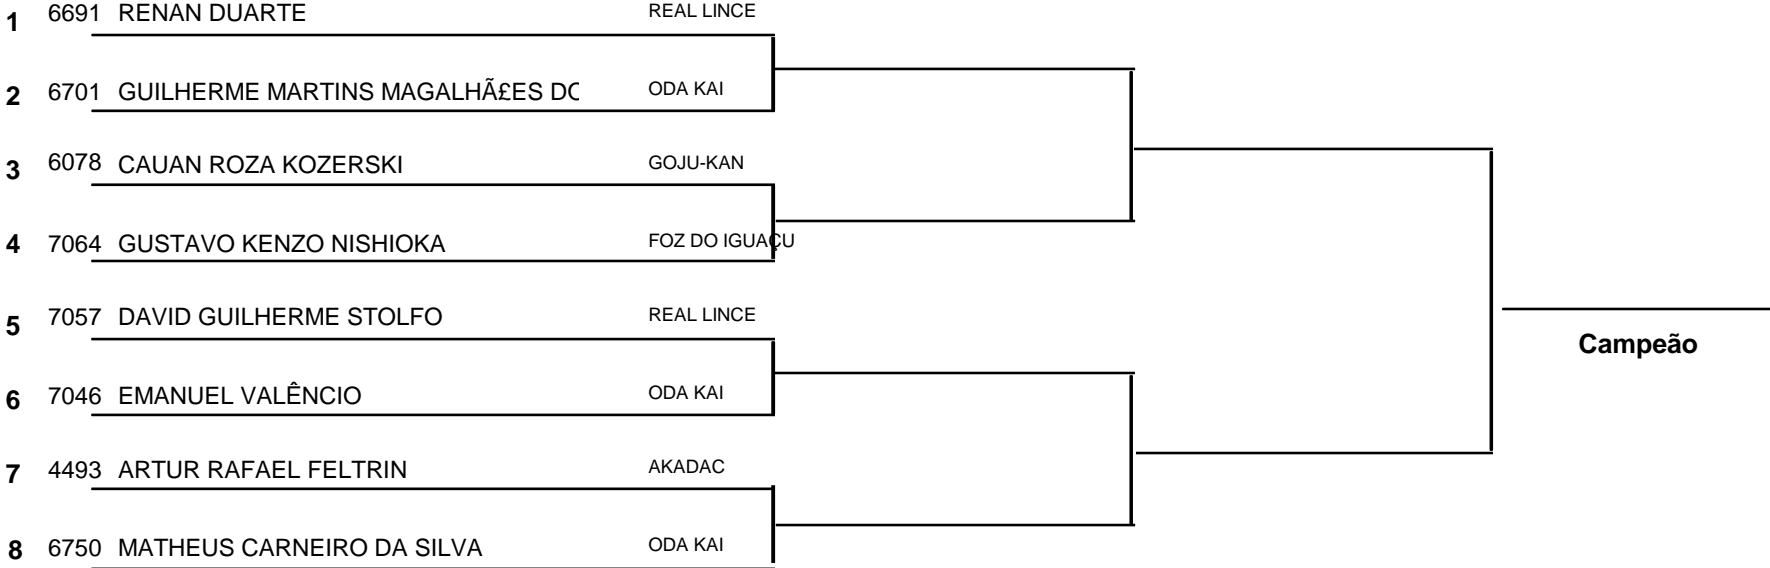 1 6691 RENAN DUARTE REAL LINCE
2 6701 GUILHERME MARTINS MAGALHÃ£ES DO ODA KAI
3 6078 CAUAN ROZA KOZERSKI GOJU-KAN
4 7064 GUSTAVO KENZO NISHIOKA FOZ DO IGUAÇU
5 7057 DAVID GUILHERME STOLFO REAL LINCE
Campeão
6 7046 EMANUEL VALÊNCIO ODA KAI
7 4493 ARTUR RAFAEL FELTRIN AKADAC
8 6750 MATHEUS CARNEIRO DA SILVA ODA KAI